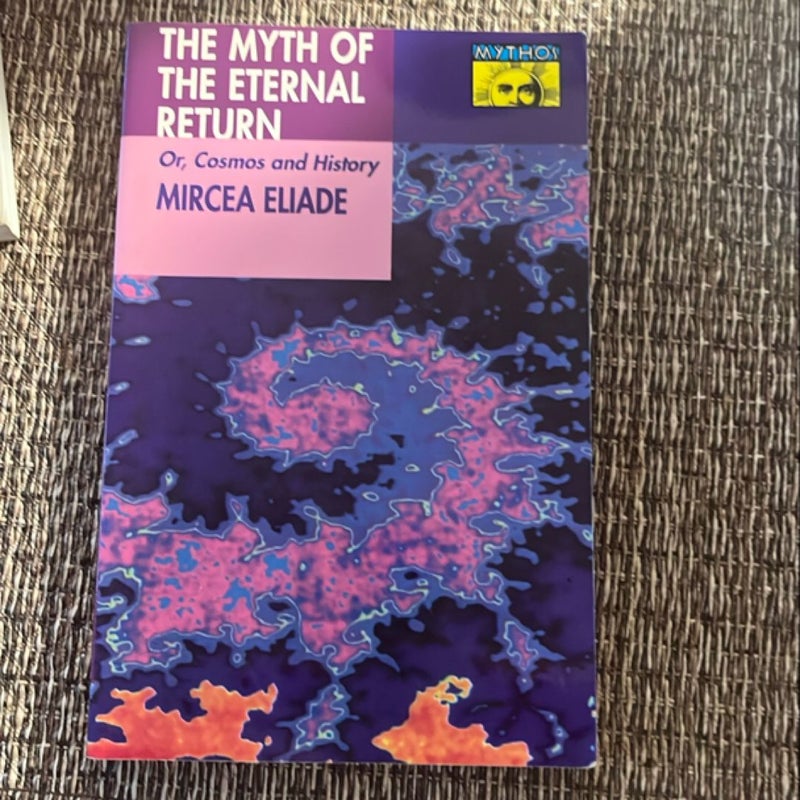 THE MYTH OF
THE ETERNAL
RETURN
Or, Cosmos and History
MIRCEA ELIADE
MYTHOS